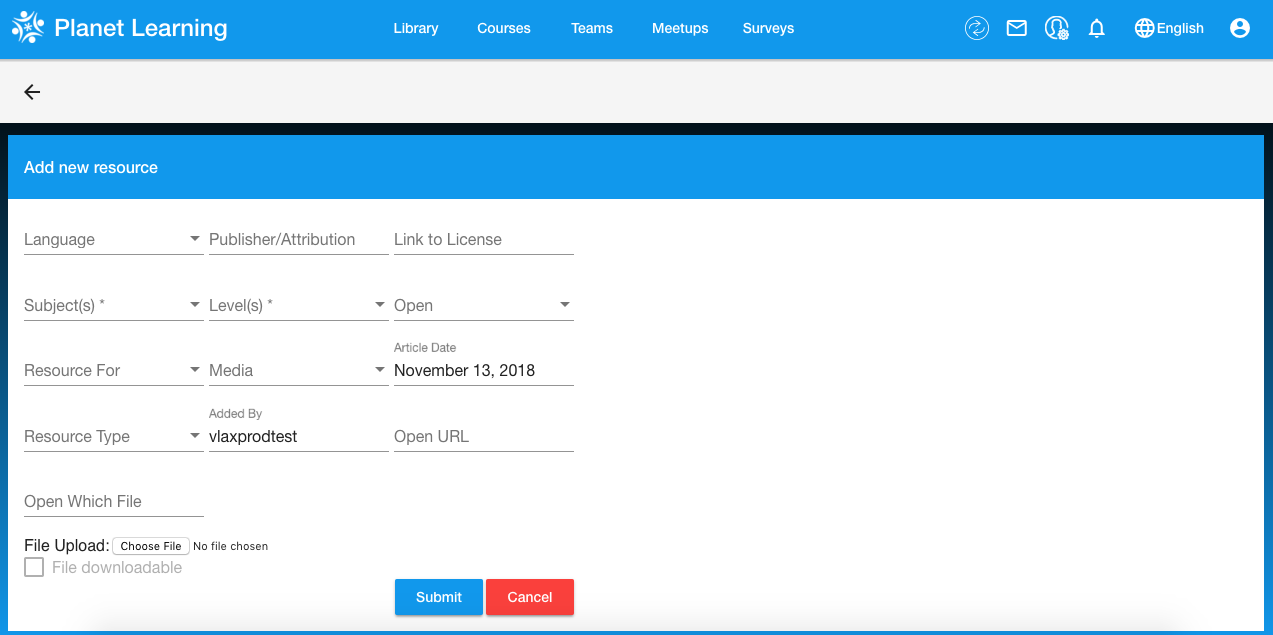 Planet Learning Library Courses Teams Meetups Surveys English
Add new resource
Language Publisher/Attribution Link to License
Subject(s) * Level(s) * Open
Article Date
Resource For Media November 13, 2018
Added By
Resource Type vlaxprodtest Open URL
Open Which File
File Upload: Choose File No file chosen
File downloadable
Submit Cancel